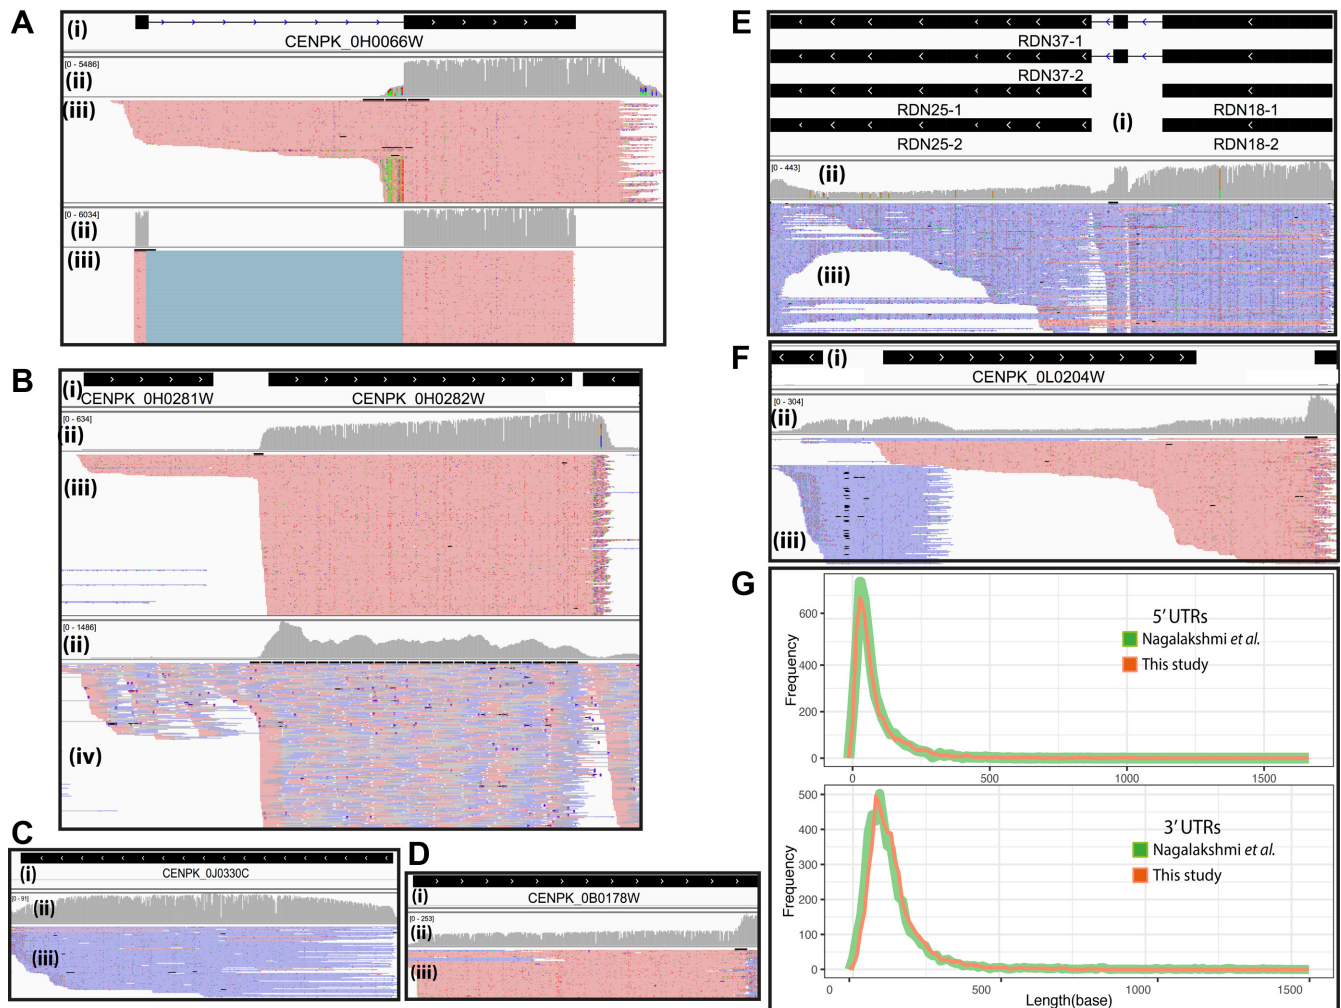 A
(i)
CENPK_0H0066W
[0 - 5486]
(ii)
(iii)
[0 - 6034]
(ii)
(iii)
B
(i)
CENPK_0H0281W
CENPK_0H0282W
[0 - 634]
(ii)
(iii)
[0 - 1486]
(ii)
(iv)
C
(i)
CENPK_0J0330C
[0 - 91]
(ii)
(iii)
D
(i)
CENPK_0B0178W
[0 - 253]
(ii)
(iii)
E
RDN37-1
RDN37-2
RDN25-1
(i)
RDN18-1
RDN25-2
RDN18-2
[0 - 443]
(ii)
(iii)
F
(i)
CENPK_0L0204W
[0 - 304]
(ii)
(iii)
G
5′ UTRs
Nagalakshmi et al.
This study
Frequency
600
400
200
0
0 500 1000 1500
3′ UTRs
Nagalakshmi et al.
This study
Frequency
500
400
300
200
100
0
0 500 1000 1500
Length(base)